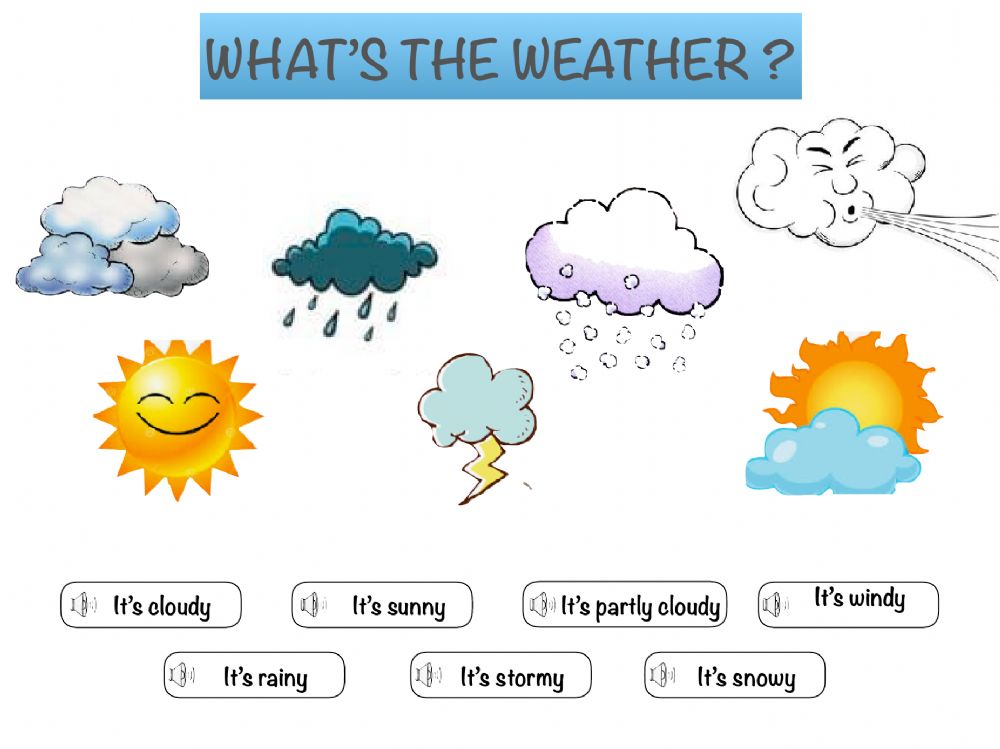 WHAT'S THE WEATHER ?
It's cloudy
It's sunny
It's partly cloudy
It's windy
It's rainy
It's stormy
It's snowy